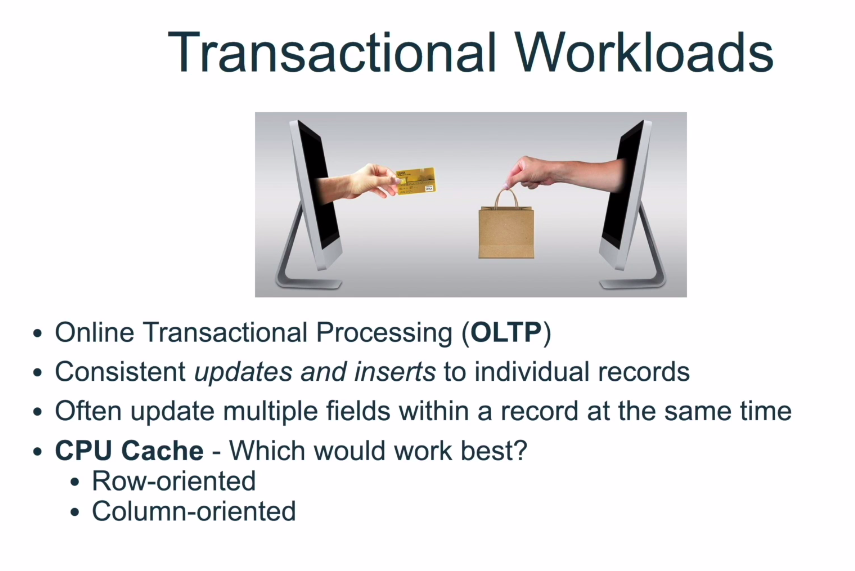 Transactional Workloads
• Online Transactional Processing (OLTP)
• Consistent updates and inserts to individual records
• Often update multiple fields within a record at the same time
• CPU Cache - Which would work best?
• Row-oriented
• Column-oriented